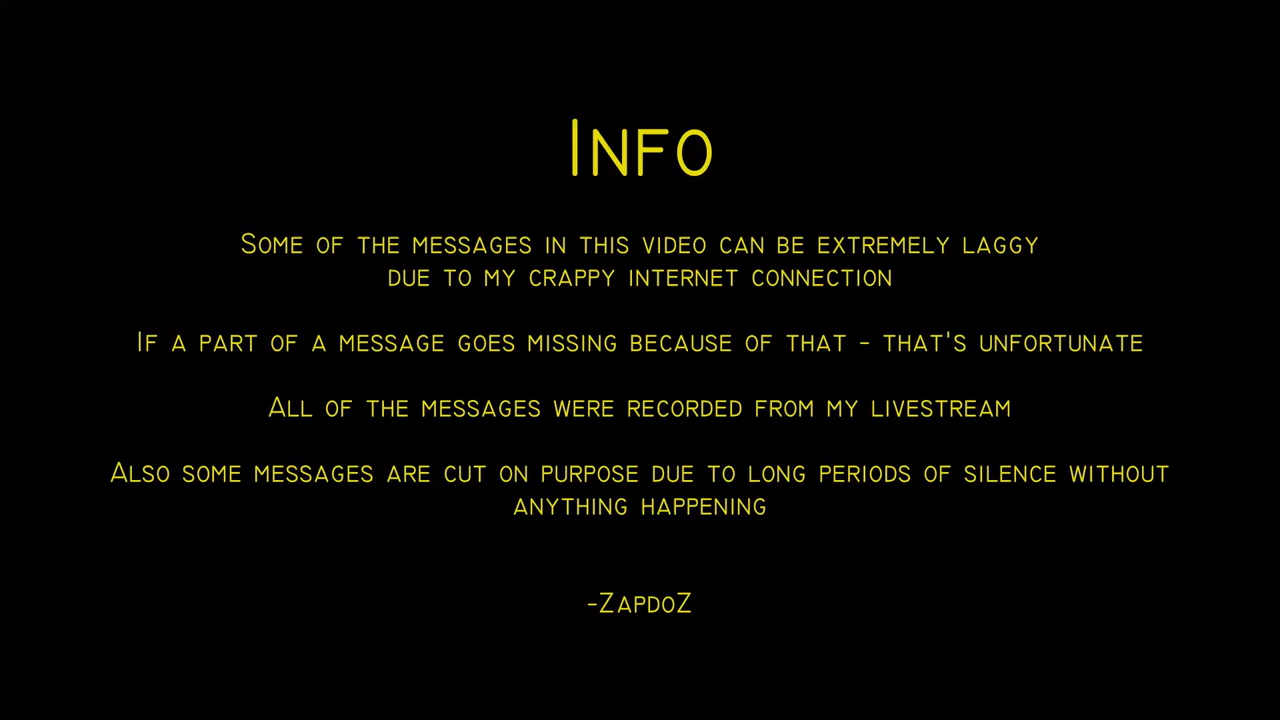 Info
Some of the messages in this video can be extremely laggy
due to my crappy internet connection
If a part of a message goes missing because of that - that's unfortunate
All of the messages were recorded from my livestream
Also some messages are cut on purpose due to long periods of silence without
anything happening
-ZapdoZ